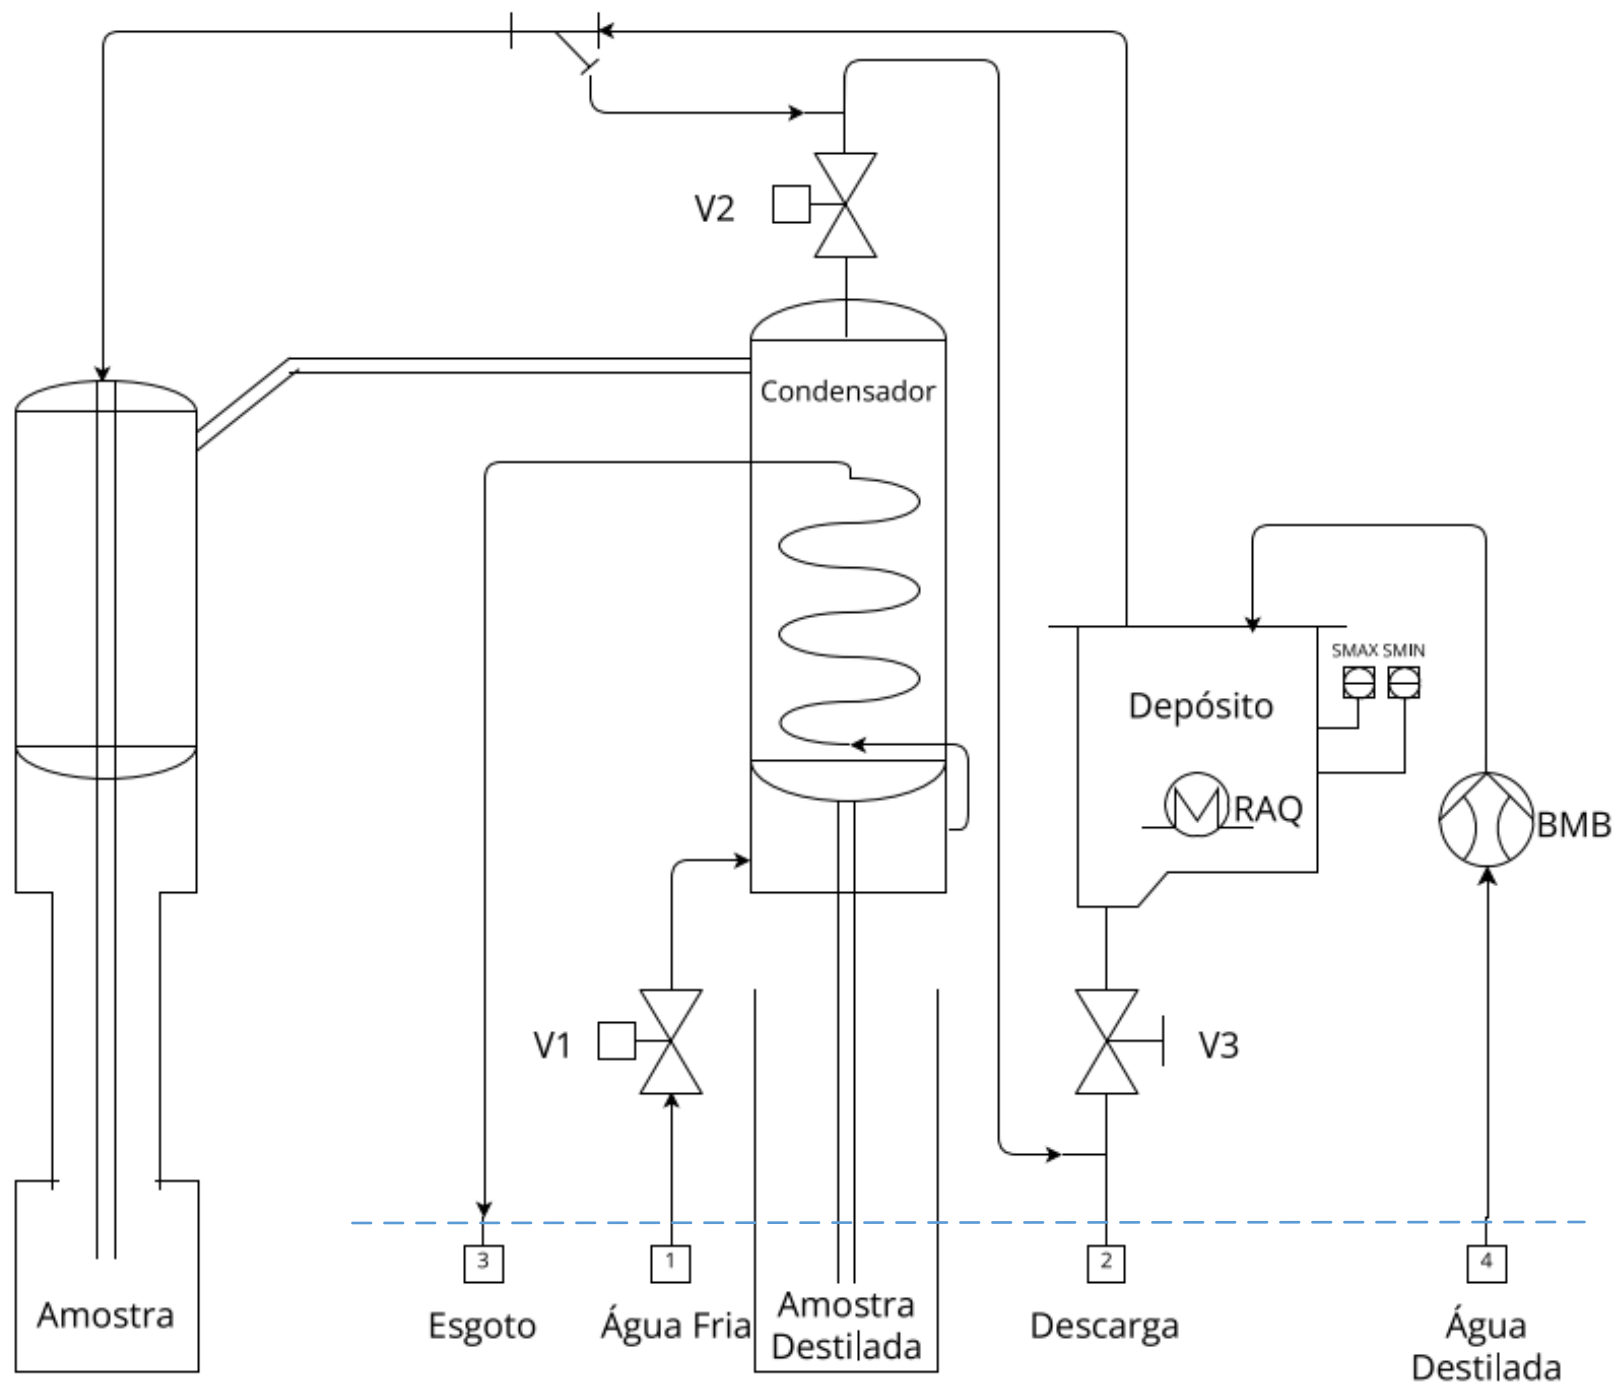 V2
Condensador
SMAX SMIN
Depósito
RAQ
BMB
V1
V3
3
1
2
4
Amostra
Esgoto
Água Fria
Amostra
Destilada
Descarga
Água
Destilada